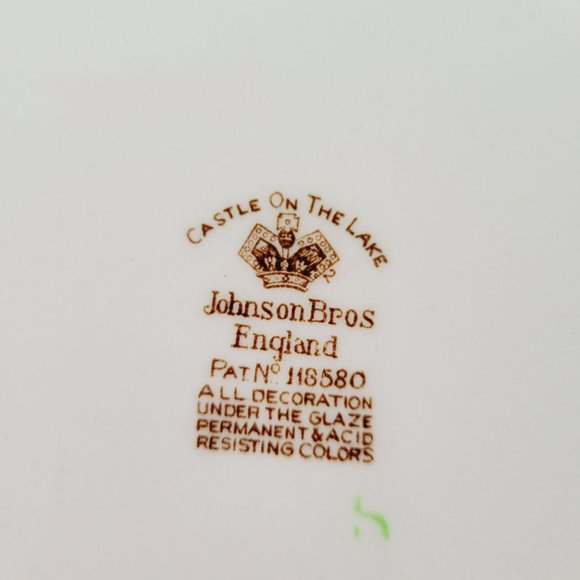 CASTLE ON THE LAKE
2
Johnson Bros
England
PAT Nº 116580
ALL DECORATION
UNDER THE GLAZE
PERMANENT & ACID
RESISTING COLORS